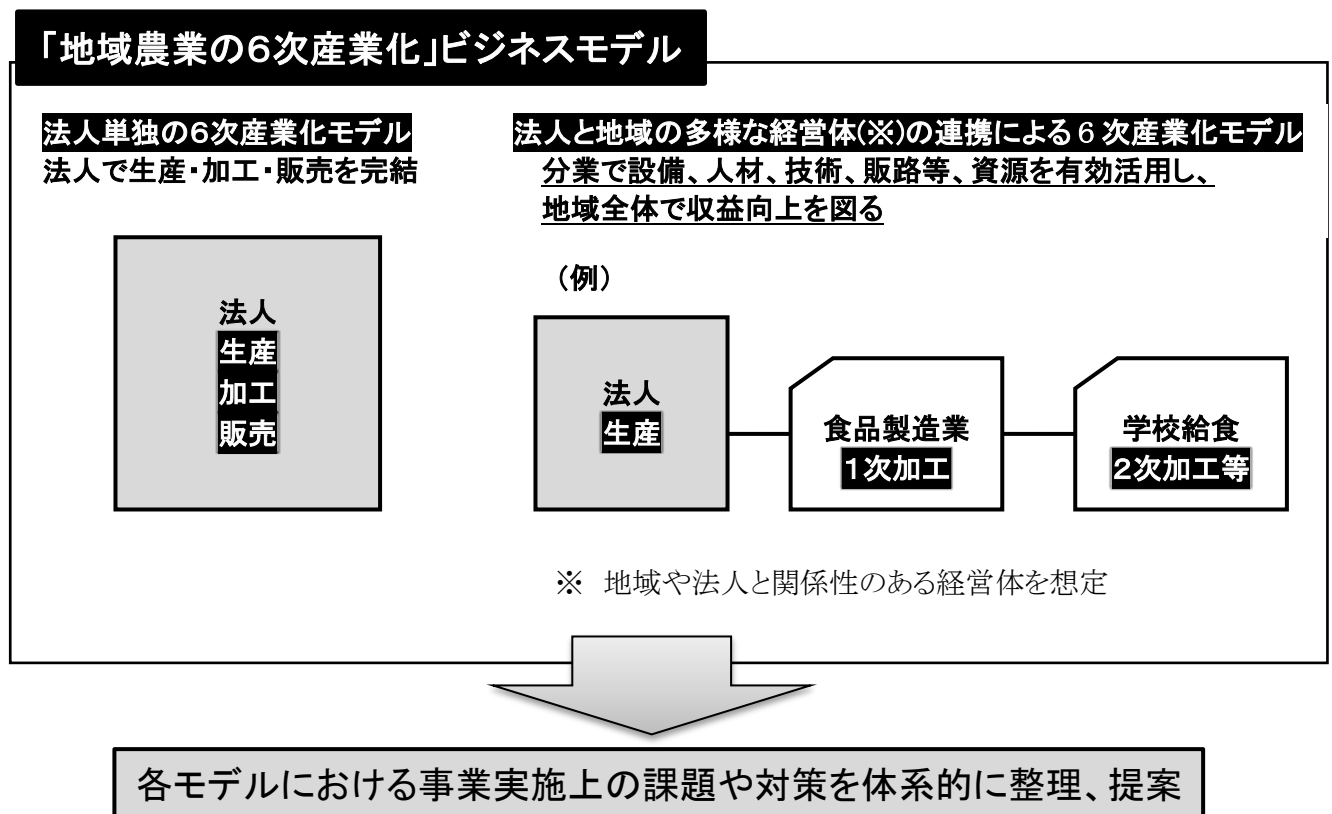 「地域農業の6次産業化」ビジネスモデル
法人単独の6次産業化モデル
法人で生産・加工・販売を完結
法人
生産
加工
販売
法人と地域の多様な経営体(※)の連携による6次産業化モデル
分業で設備、人材、技術、販路等、資源を有効活用し、
地域全体で収益向上を図る
（例）
法人
生産
食品製造業
1次加工
学校給食
2次加工等
※ 地域や法人と関係性のある経営体を想定
各モデルにおける事業実施上の課題や対策を体系的に整理、提案